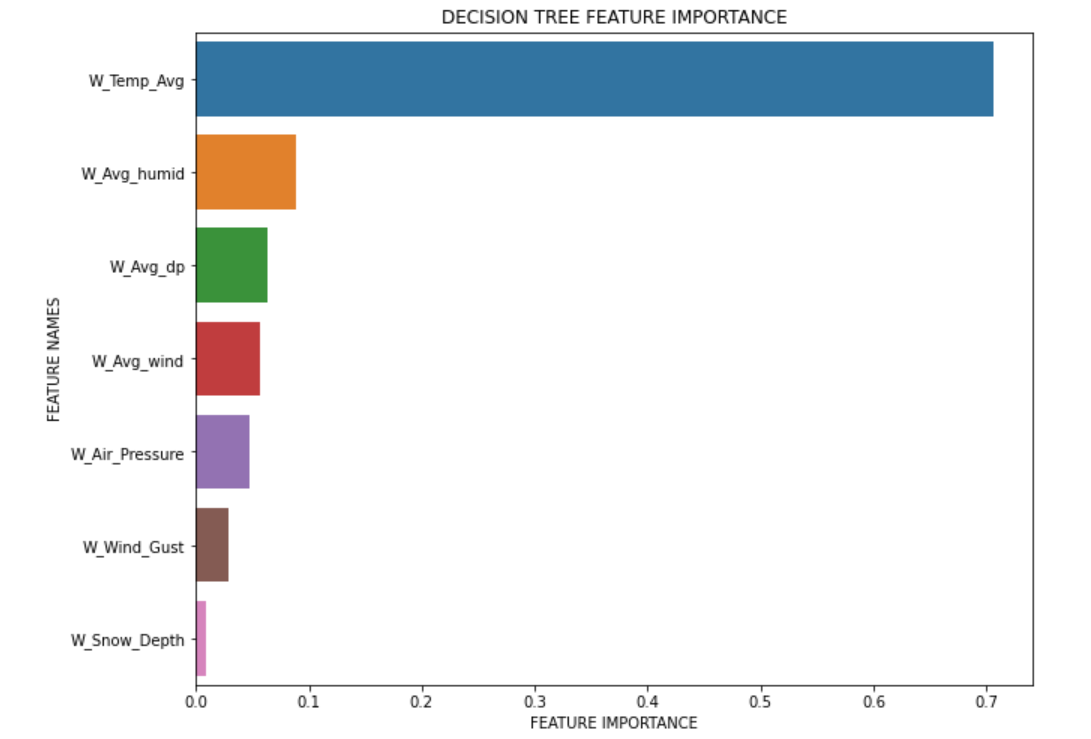 DECISION TREE FEATURE IMPORTANCE
FEATURE NAMES
W_Temp_Avg
W_Avg_humid
W_Avg_dp
W_Avg_wind
W_Air_Pressure
W_Wind_Gust
W_Snow_Depth
0.0 0.1 0.2 0.3 0.4 0.5 0.6 0.7
FEATURE IMPORTANCE